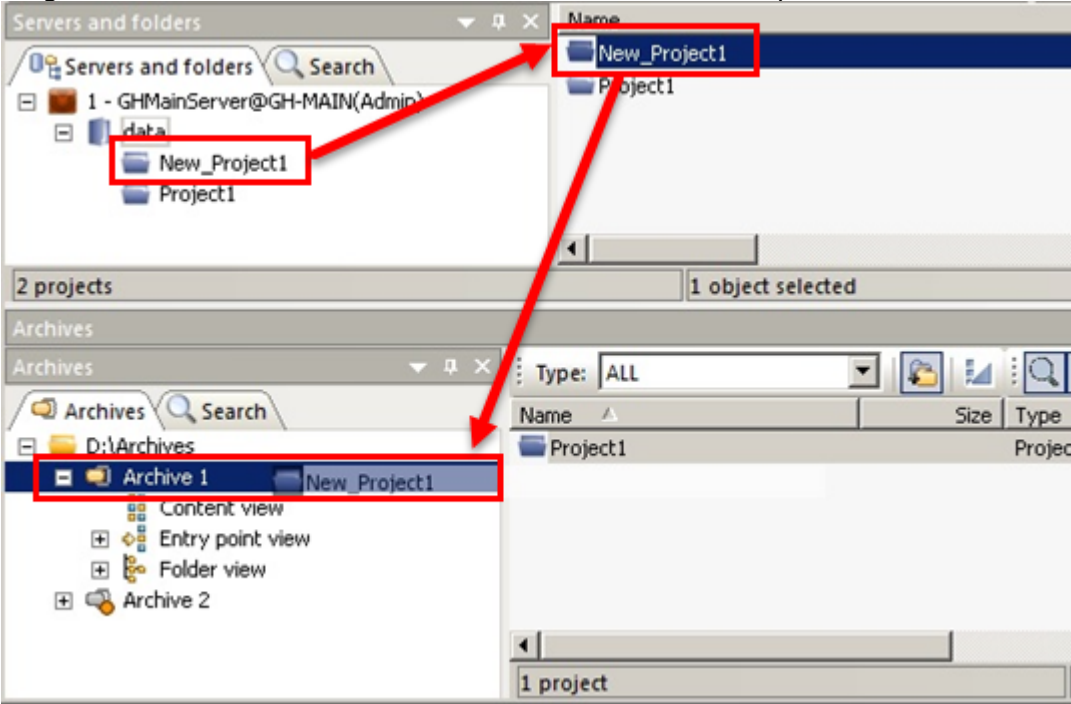 Servers and folders
Name
Servers and folders Search
New_Project1
Project1
1 - GHMainServer@GH-MAIN(Admin)
data
New_Project1
Project1
2 projects
1 object selected
Archives
Archives
Type: ALL
Archives Search
Name Size Type
D:\Archives
Project1
Archive 1 New_Project1
Content view
Entry point view
Folder view
Archive 2
1 project